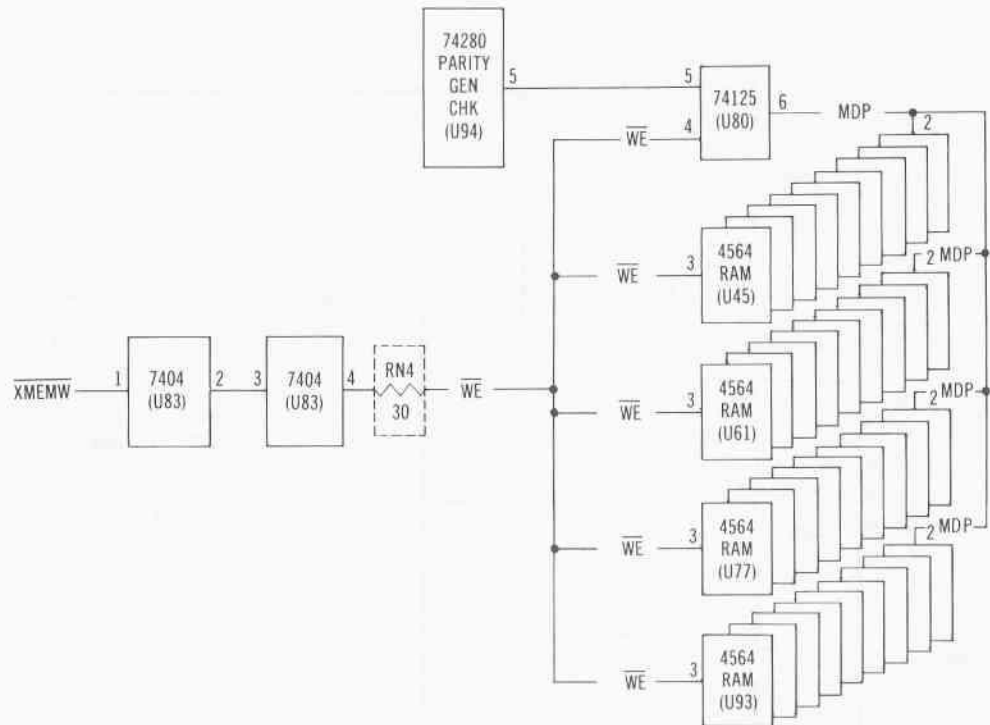 74280
PARITY
GEN
CHK
(U94)
5
5
4
74125
(U80)
6
MDP
2
WE
WE
3
4564
RAM
(U45)
2 MDP
XMEMW
1
7404
(U83)
2
3
7404
(U83)
4
RN4
30
WE
WE
3
4564
RAM
(U61)
2 MDP
WE
3
4564
RAM
(U77)
2 MDP
WE
3
4564
RAM
(U93)